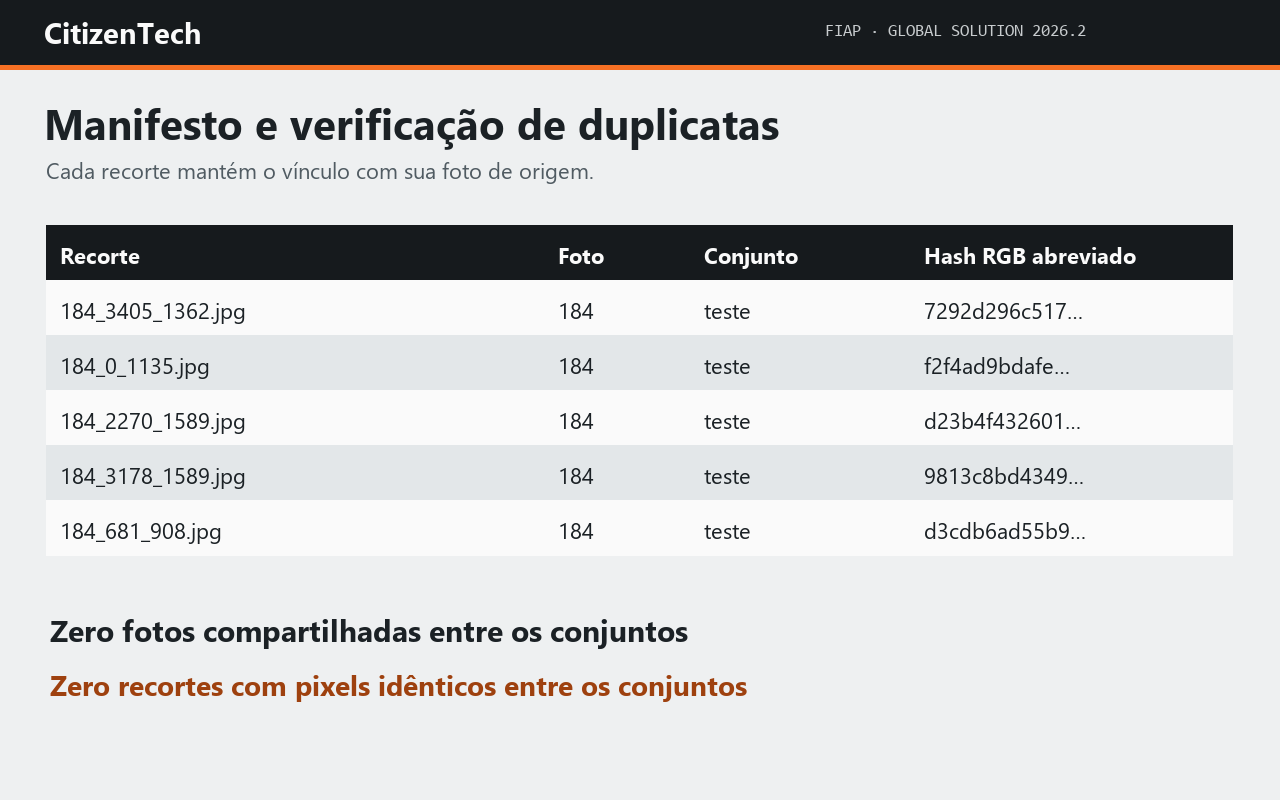 CitizenTech
FIAP · GLOBAL SOLUTION 2026.2
Manifesto e verificação de duplicatas
Cada recorte mantém o vínculo com sua foto de origem.
Recorte Foto Conjunto Hash RGB abreviado
184_3405_1362.jpg 184 teste 7292d296c517...
184_0_1135.jpg 184 teste f2f4ad9bdafe...
184_2270_1589.jpg 184 teste d23b4f432601...
184_3178_1589.jpg 184 teste 9813c8bd4349...
184_681_908.jpg 184 teste d3cdb6ad55b9...
Zero fotos compartilhadas entre os conjuntos
Zero recortes com pixels idênticos entre os conjuntos